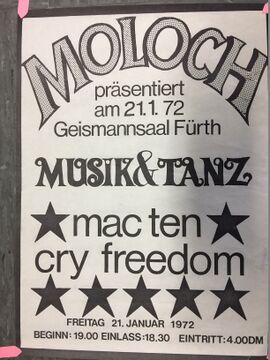 MOLOCH
präsentiert
am 21.1. 72
Geismannsaal Fürth
MUSIK & TANZ
★ mac ten ★
cry freedom
★★★★★
FREITAG 21. JANUAR 1972
BEGINN: 19.00 EINLASS: 18.30 EINTRITT: 4.00DM